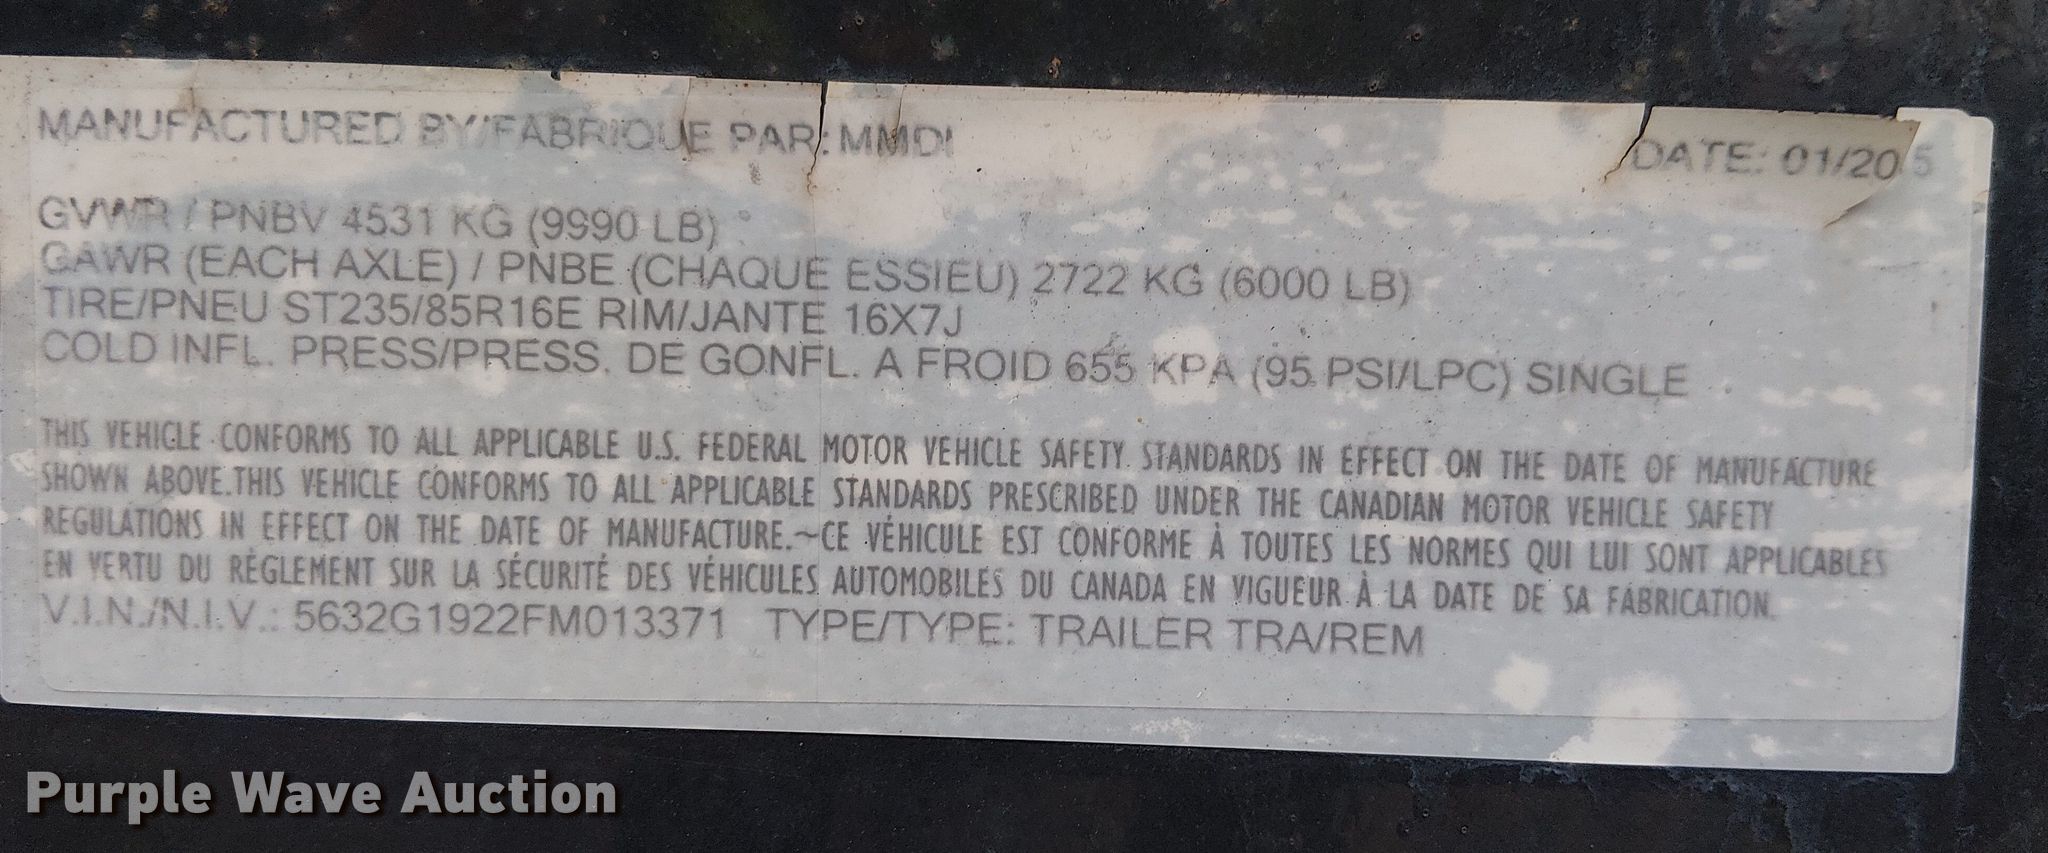 MANUFACTURED BY/FABRIQUE PAR: MMDI DATE: 01/2015
GVWR / PNBV 4531 KG (9990 LB)
GAWR (EACH AXLE) / PNBE (CHAQUE ESSIEU) 2722 KG (6000 LB)
TIRE/PNEU ST235/85R16E RIM/JANTE 16X7J
COLD INFL. PRESS/PRESS. DE GONFL. A FROID 655 KPA (95 PSI/LPC) SINGLE
THIS VEHICLE CONFORMS TO ALL APPLICABLE U.S. FEDERAL MOTOR VEHICLE SAFETY STANDARDS IN EFFECT ON THE DATE OF MANUFACTURE
SHOWN ABOVE.THIS VEHICLE CONFORMS TO ALL APPLICABLE STANDARDS PRESCRIBED UNDER THE CANADIAN MOTOR VEHICLE SAFETY
REGULATIONS IN EFFECT ON THE DATE OF MANUFACTURE.~CE VÉHICULE EST CONFORME À TOUTES LES NORMES QUI LUI SONT APPLICABLES
EN VERTU DU RÈGLEMENT SUR LA SÉCURITÉ DES VÉHICULES AUTOMOBILES DU CANADA EN VIGUEUR À LA DATE DE SA FABRICATION.
V.I.N./N.I.V.: 5632G1922FM013371 TYPE/TYPE: TRAILER TRA/REM
Purple Wave Auction